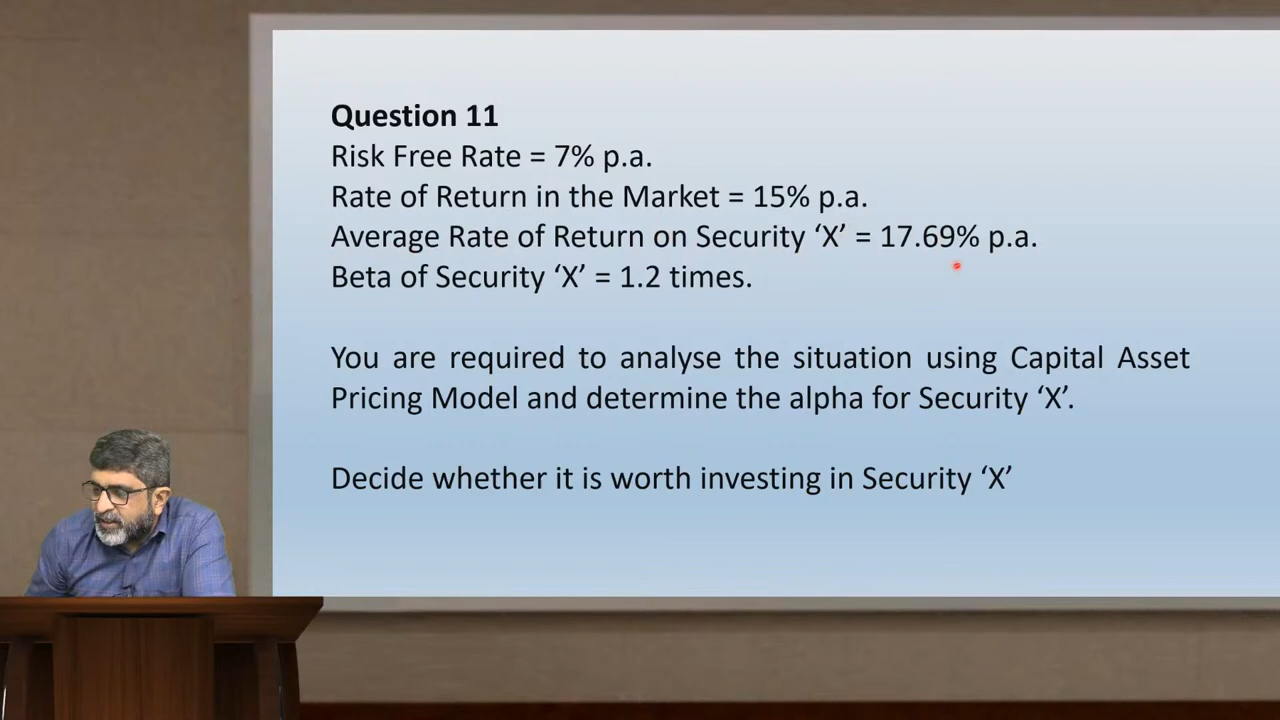 Question 11
Risk Free Rate = 7% p.a.
Rate of Return in the Market = 15% p.a.
Average Rate of Return on Security ‘X’ = 17.69% p.a.
Beta of Security ‘X’ = 1.2 times.
You are required to analyse the situation using Capital Asset
Pricing Model and determine the alpha for Security ‘X’.
Decide whether it is worth investing in Security ‘X’